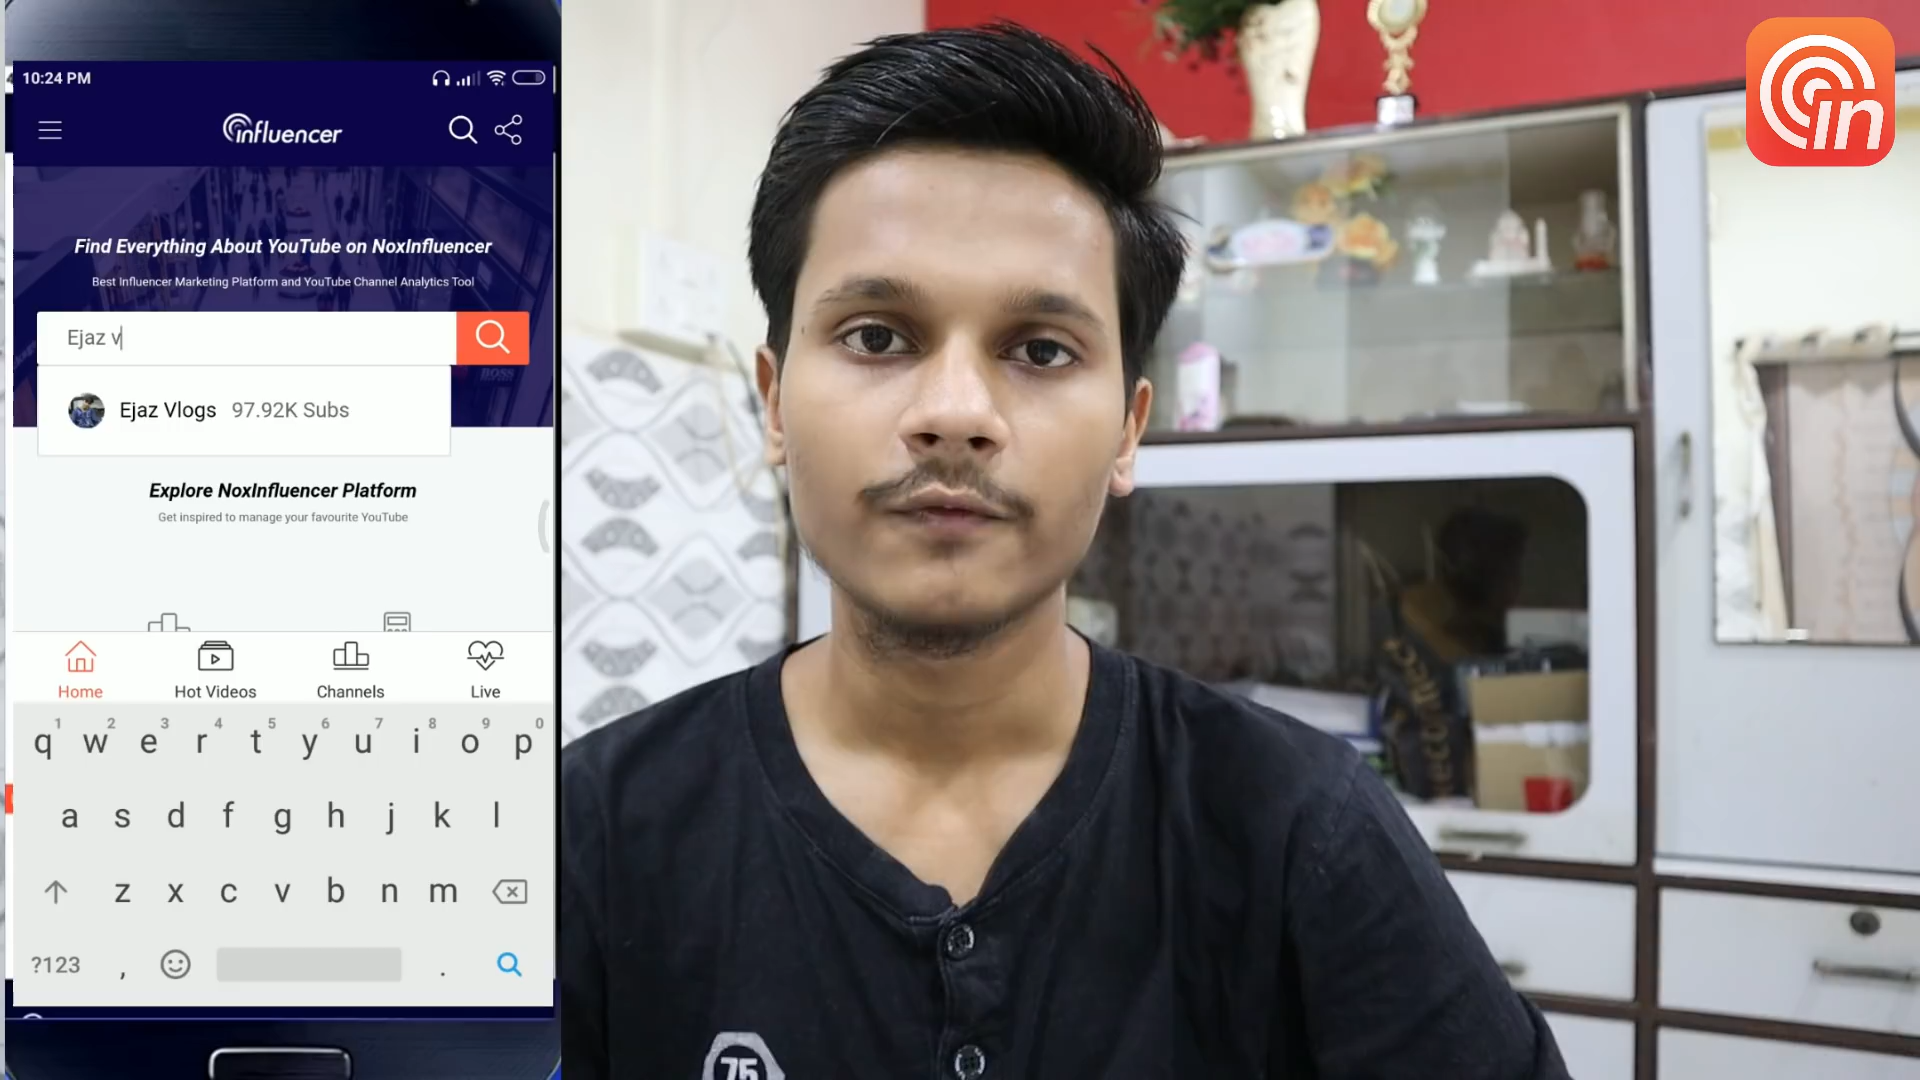 10:24 PM
influencer
Find Everything About YouTube on NoxInfluencer
Best Influencer Marketing Platform and YouTube Channel Analytics Tool
Ejaz v
BOSS
Ejaz Vlogs 97.92K Subs
Explore NoxInfluencer Platform
Get inspired to manage your favourite YouTube
Home Hot Videos Channels Live
1 2 3 4 5 6 7 8 9 0
q w e r t y u i o p
a s d f g h j k l
z x c v b n m
?123 , .
in
75